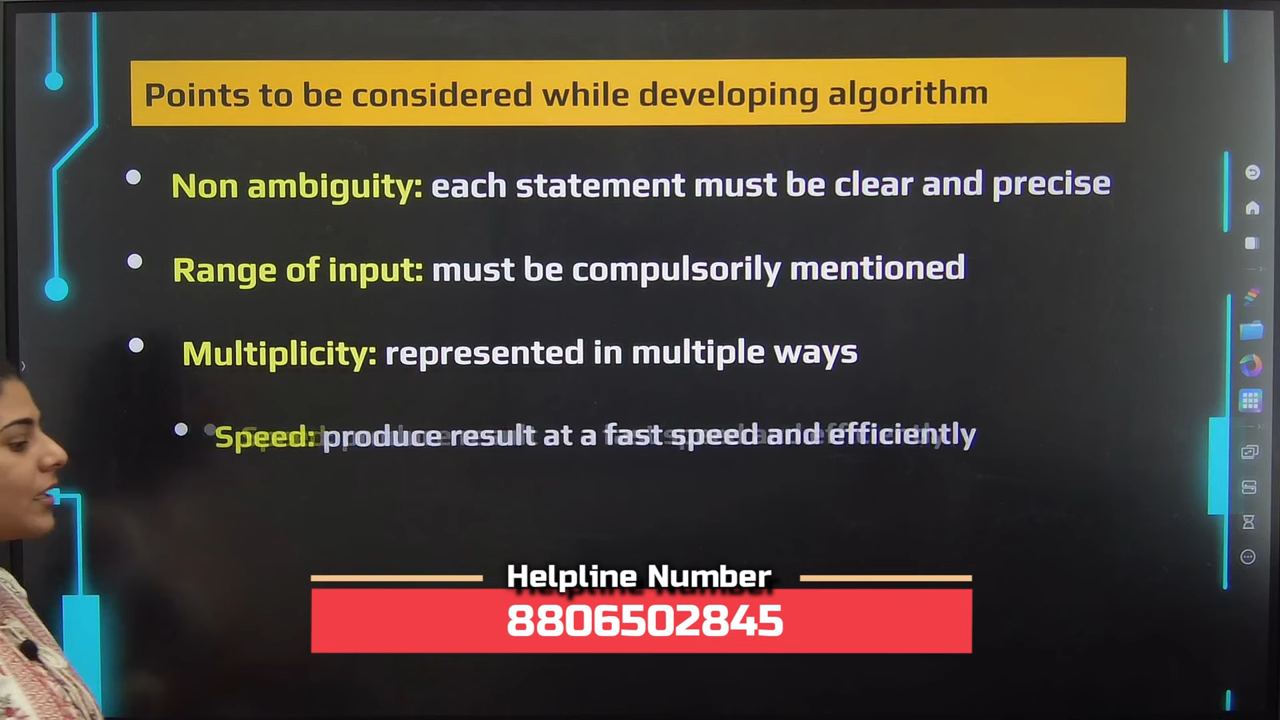 Points to be considered while developing algorithm
Non ambiguity: each statement must be clear and precise
Range of input: must be compulsorily mentioned
Multiplicity: represented in multiple ways
Speed: produce result at a fast speed and efficiently
Helpline Number
8806502845